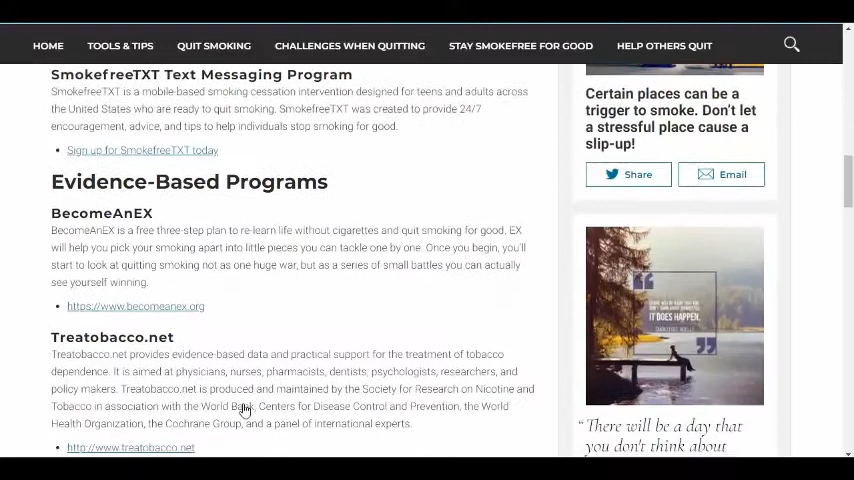 HOME TOOLS & TIPS QUIT SMOKING CHALLENGES WHEN QUITTING STAY SMOKEFREE FOR GOOD HELP OTHERS QUIT
SmokefreeTXT Text Messaging Program
SmokefreeTXT is a mobile-based smoking cessation intervention designed for teens and adults across
the United States who are ready to quit smoking. SmokefreeTXT was created to provide 24/7
encouragement, advice, and tips to help individuals stop smoking for good.
Sign up for SmokefreeTXT today
Evidence-Based Programs
BecomeAnEX
BecomeAnEX is a free three-step plan to re-learn life without cigarettes and quit smoking for good. EX
will help you pick your smoking apart into little pieces you can tackle one by one. Once you begin, you'll
start to look at quitting smoking not as one huge war, but as a series of small battles you can actually
see yourself winning.
https://www.becomeanex.org
Treatobacco.net
Treatobacco.net provides evidence-based data and practical support for the treatment of tobacco
dependence. It is aimed at physicians, nurses, pharmacists, dentists, psychologists, researchers, and
policy makers. Treatobacco.net is produced and maintained by the Society for Research on Nicotine and
Tobacco in association with the World Bank, Centers for Disease Control and Prevention, the World
Health Organization, the Cochrane Group, and a panel of international experts.
http://www.treatobacco.net
Certain places can be a
trigger to smoke. Don't let
a stressful place cause a
slip-up!
Share Email
IT DOES HAPPEN.
“There will be a day that
you don't think about